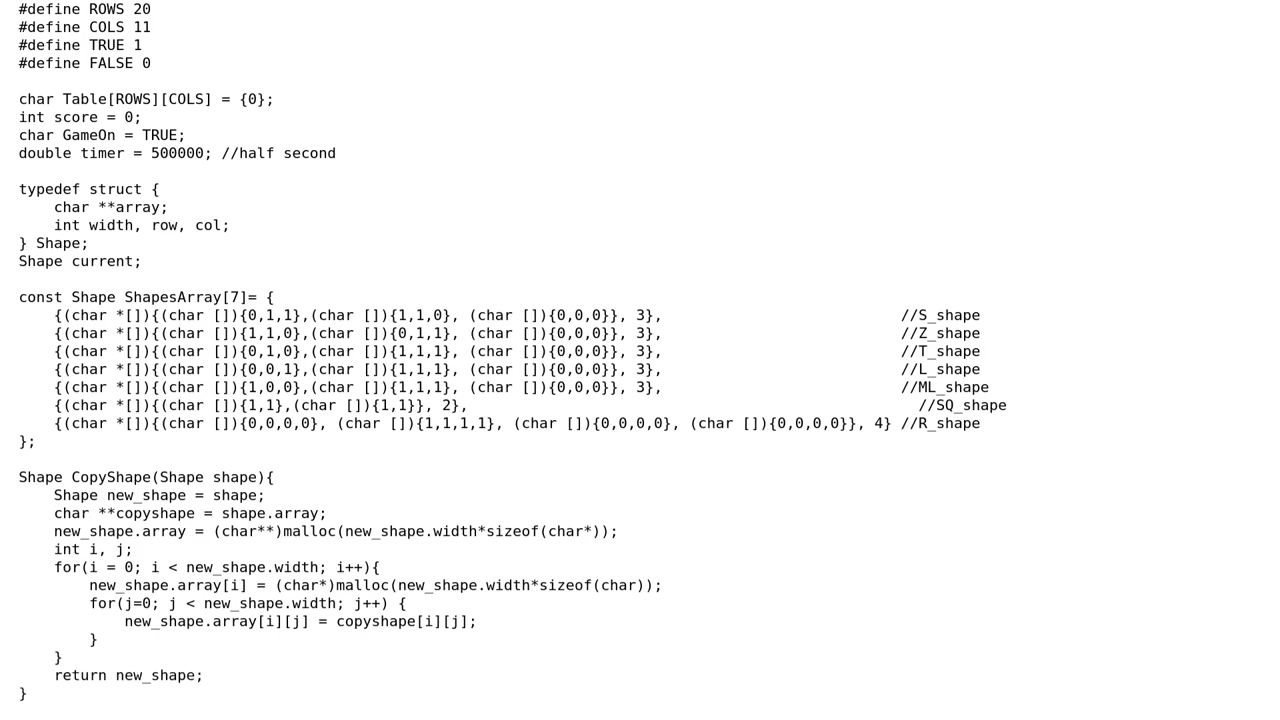 #define ROWS 20
#define COLS 11
#define TRUE 1
#define FALSE 0

char Table[ROWS][COLS] = {0};
int score = 0;
char GameOn = TRUE;
double timer = 500000; //half second

typedef struct {
    char **array;
    int width, row, col;
} Shape;
Shape current;

const Shape ShapesArray[7]= {
    {(char *[]){(char []){0,1,1},(char []){1,1,0}, (char []){0,0,0}}, 3},                           //S_shape
    {(char *[]){(char []){1,1,0},(char []){0,1,1}, (char []){0,0,0}}, 3},                           //Z_shape
    {(char *[]){(char []){0,1,0},(char []){1,1,1}, (char []){0,0,0}}, 3},                           //T_shape
    {(char *[]){(char []){0,0,1},(char []){1,1,1}, (char []){0,0,0}}, 3},                           //L_shape
    {(char *[]){(char []){1,0,0},(char []){1,1,1}, (char []){0,0,0}}, 3},                           //ML_shape
    {(char *[]){(char []){1,1},(char []){1,1}}, 2},                                                   //SQ_shape
    {(char *[]){(char []){0,0,0,0}, (char []){1,1,1,1}, (char []){0,0,0,0}, (char []){0,0,0,0}}, 4} //R_shape
};

Shape CopyShape(Shape shape){
    Shape new_shape = shape;
    char **copyshape = shape.array;
    new_shape.array = (char**)malloc(new_shape.width*sizeof(char*));
    int i, j;
    for(i = 0; i < new_shape.width; i++){
        new_shape.array[i] = (char*)malloc(new_shape.width*sizeof(char));
        for(j=0; j < new_shape.width; j++) {
            new_shape.array[i][j] = copyshape[i][j];
        }
    }
    return new_shape;
}